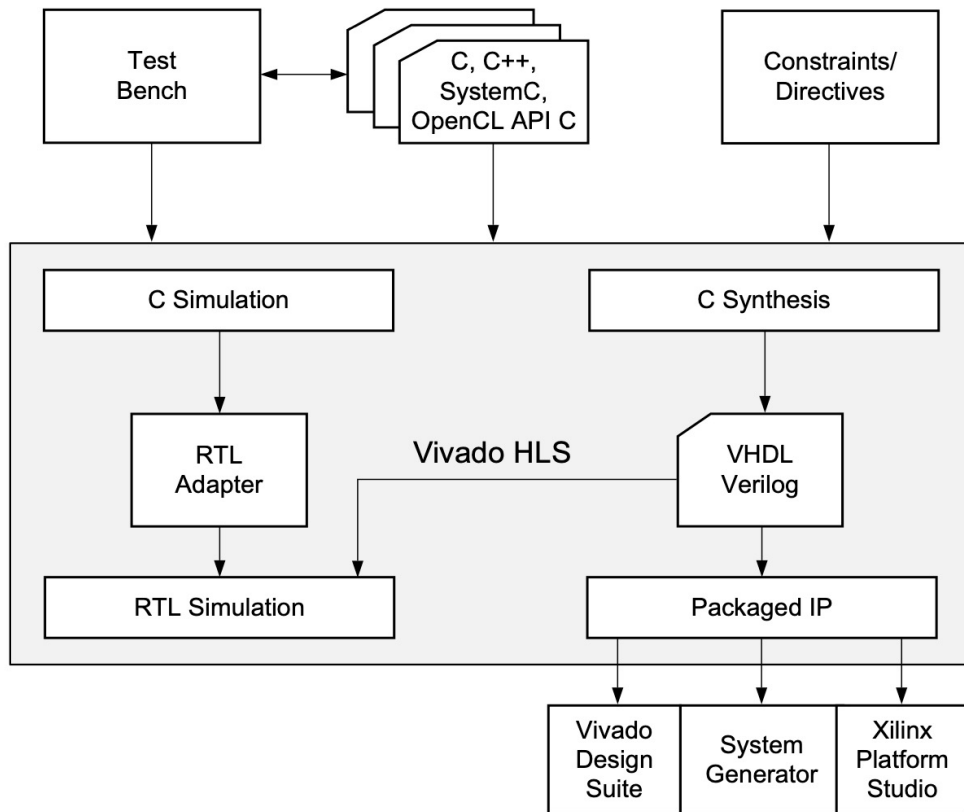 Test
Bench
C, C++,
SystemC,
OpenCL API C
Constraints/
Directives
C Simulation
C Synthesis
RTL
Adapter
Vivado HLS
VHDL
Verilog
RTL Simulation
Packaged IP
Vivado
Design
Suite
System
Generator
Xilinx
Platform
Studio